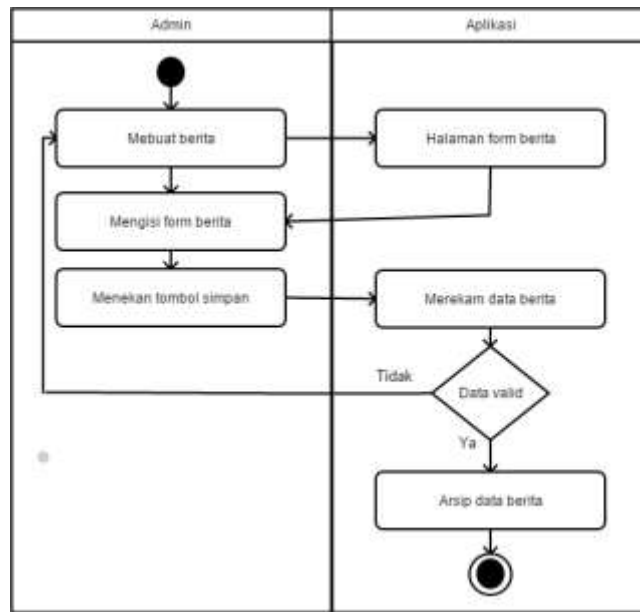 Admin
Aplikasi
Mebuat berita
Halaman form berita
Mengisi form berita
Menekan tombol simpan
Merekam data berita
Tidak
Data valid
Ya
Arsip data berita